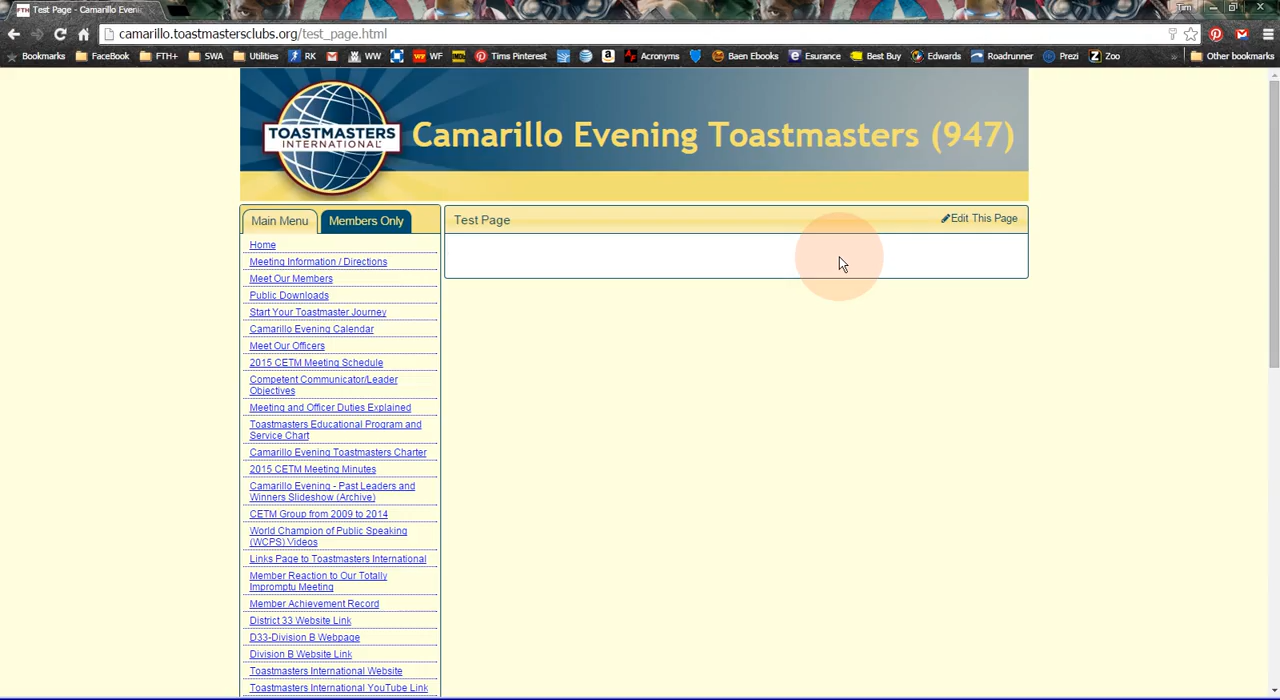 FTH Test Page - Camarillo Eveni
Tim
camarillo.toastmastersclubs.org/test_page.html
Bookmarks FaceBook FTH+ SWA Utilities RK WW WF IMDb Tims Pinterest Acronyms Baen Ebooks Esurance Best Buy Edwards Roadrunner Prezi Zoo » Other bookmarks
TOASTMASTERS
INTERNATIONAL
Camarillo Evening Toastmasters (947)
Main Menu Members Only
Test Page Edit This Page
Home
Meeting Information / Directions
Meet Our Members
Public Downloads
Start Your Toastmaster Journey
Camarillo Evening Calendar
Meet Our Officers
2015 CETM Meeting Schedule
Competent Communicator/Leader
Objectives
Meeting and Officer Duties Explained
Toastmasters Educational Program and
Service Chart
Camarillo Evening Toastmasters Charter
2015 CETM Meeting Minutes
Camarillo Evening - Past Leaders and
Winners Slideshow (Archive)
CETM Group from 2009 to 2014
World Champion of Public Speaking
(WCPS) Videos
Links Page to Toastmasters International
Member Reaction to Our Totally
Impromptu Meeting
Member Achievement Record
District 33 Website Link
D33-Division B Webpage
Division B Website Link
Toastmasters International Website
Toastmasters International YouTube Link